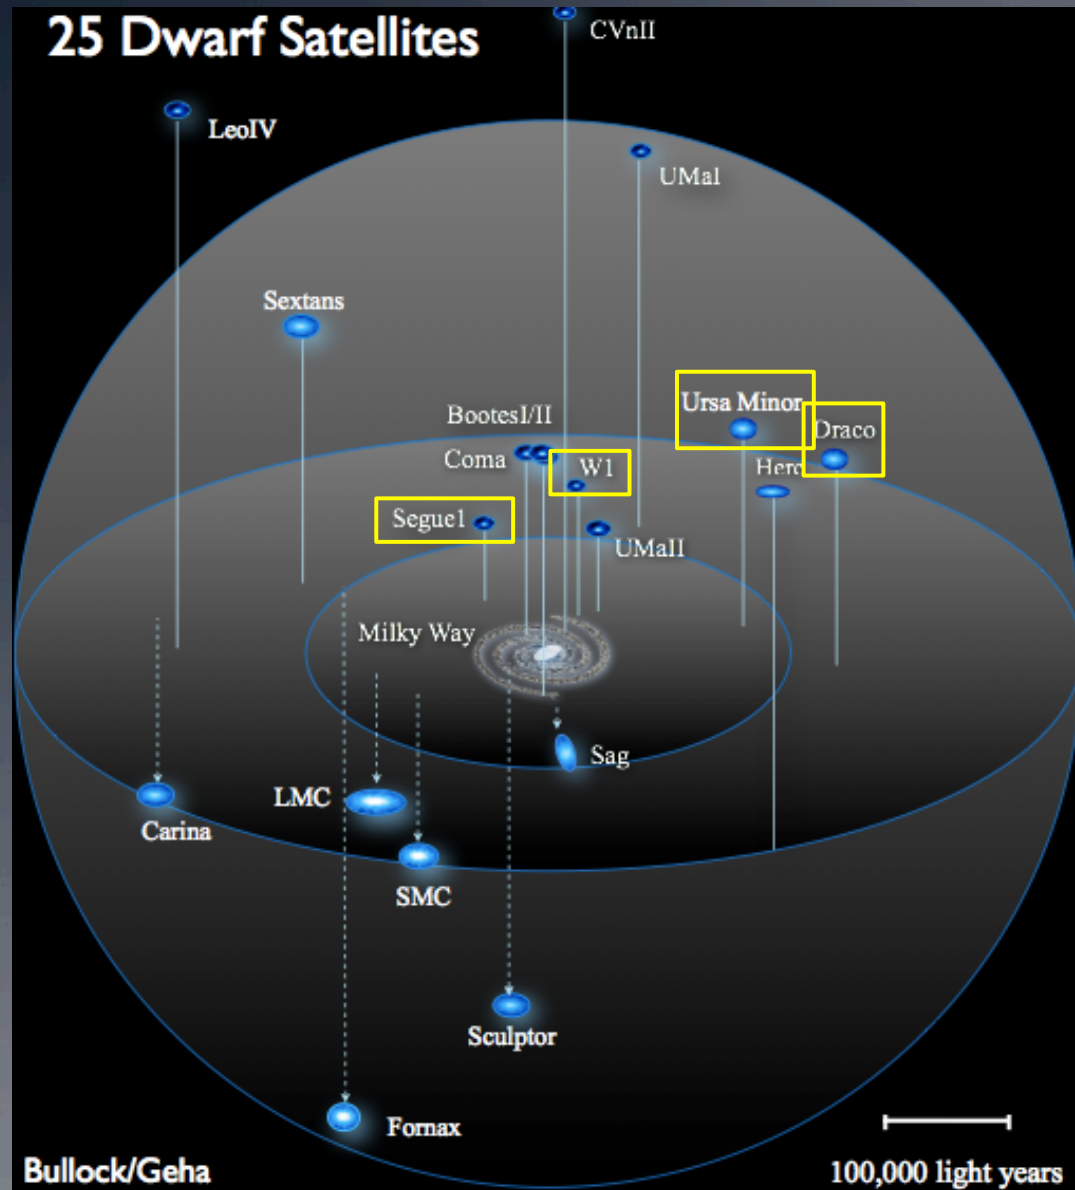 25 Dwarf Satellites
CVnII
LeoIV
UMaI
Sextans
Ursa Minor
BootesI/II
Draco
Coma
W1
Herc
Segue1
UMaII
Milky Way
Sag
LMC
Carina
SMC
Sculptor
Fornax
Bullock/Geha
100,000 light years